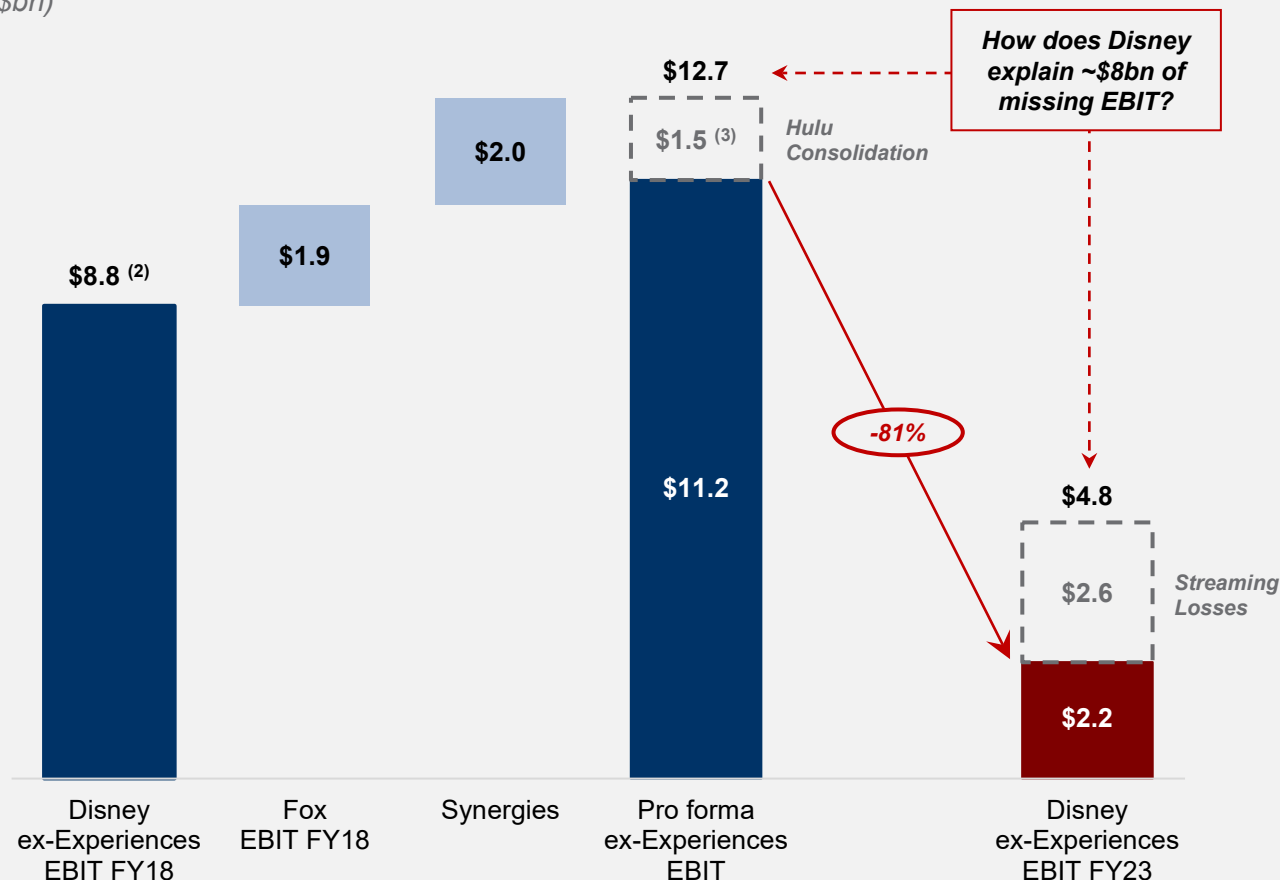 $bn)
How does Disney
explain ~$8bn of
missing EBIT?
$12.7
$1.5 (3)
Hulu
Consolidation
$2.0
$1.9
$8.8 (2)
-81%
$11.2
$4.8
$2.6
Streaming
Losses
$2.2
Disney
ex-Experiences
EBIT FY18
Fox
EBIT FY18
Synergies
Pro forma
ex-Experiences
EBIT
Disney
ex-Experiences
EBIT FY23